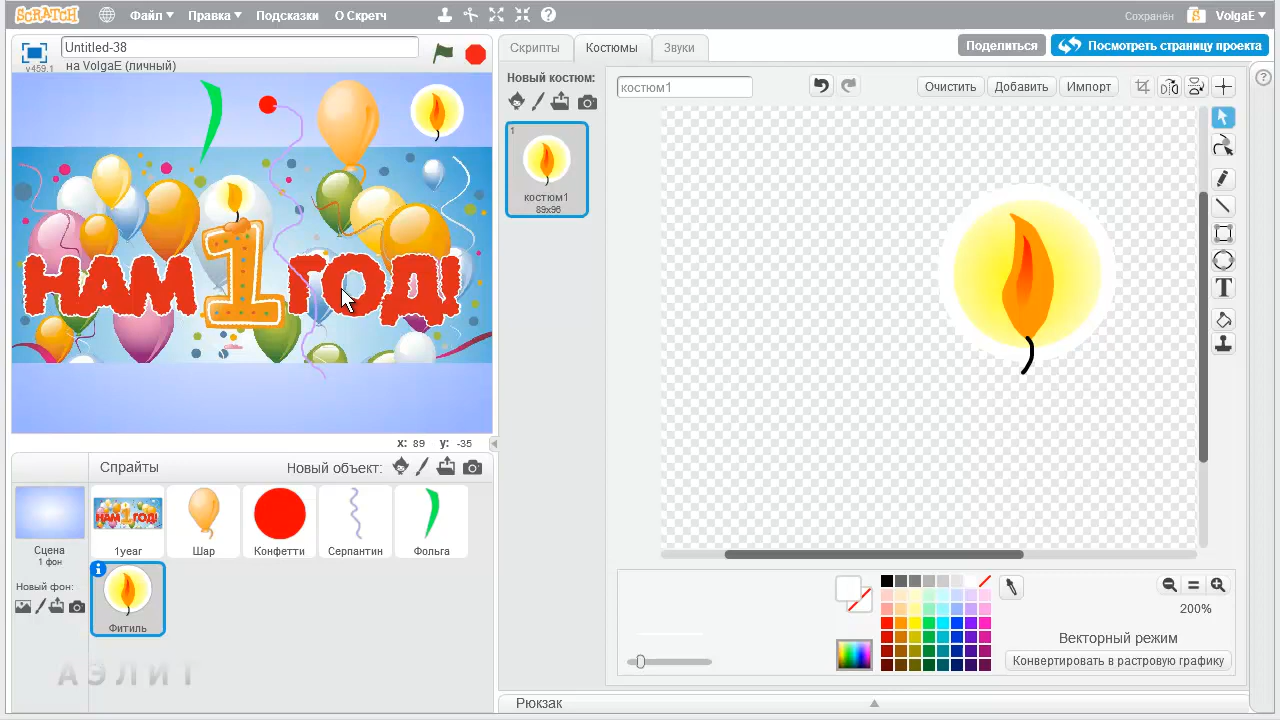 SCRATCH
Файл
Правка
Подсказки
О Скретч
Сохранён
VolgaE
Untitled-38
v459.1
на VolgaE (личный)
Скрипты
Костюмы
Звуки
Поделиться
Посмотреть страницу проекта
Новый костюм:
костюм1
Очистить
Добавить
Импорт
1
костюм1
89x96
НАМ 1 ГОД!
x: 89 y: -35
Спрайты
Новый объект:
НАМ 1 ГОД!
Сцена
1 фон
1year
Шар
Конфетти
Серпантин
Фольга
Новый фон:
Фитиль
АЭЛИТ
200%
Векторный режим
Конвертировать в растровую графику
Рюкзак